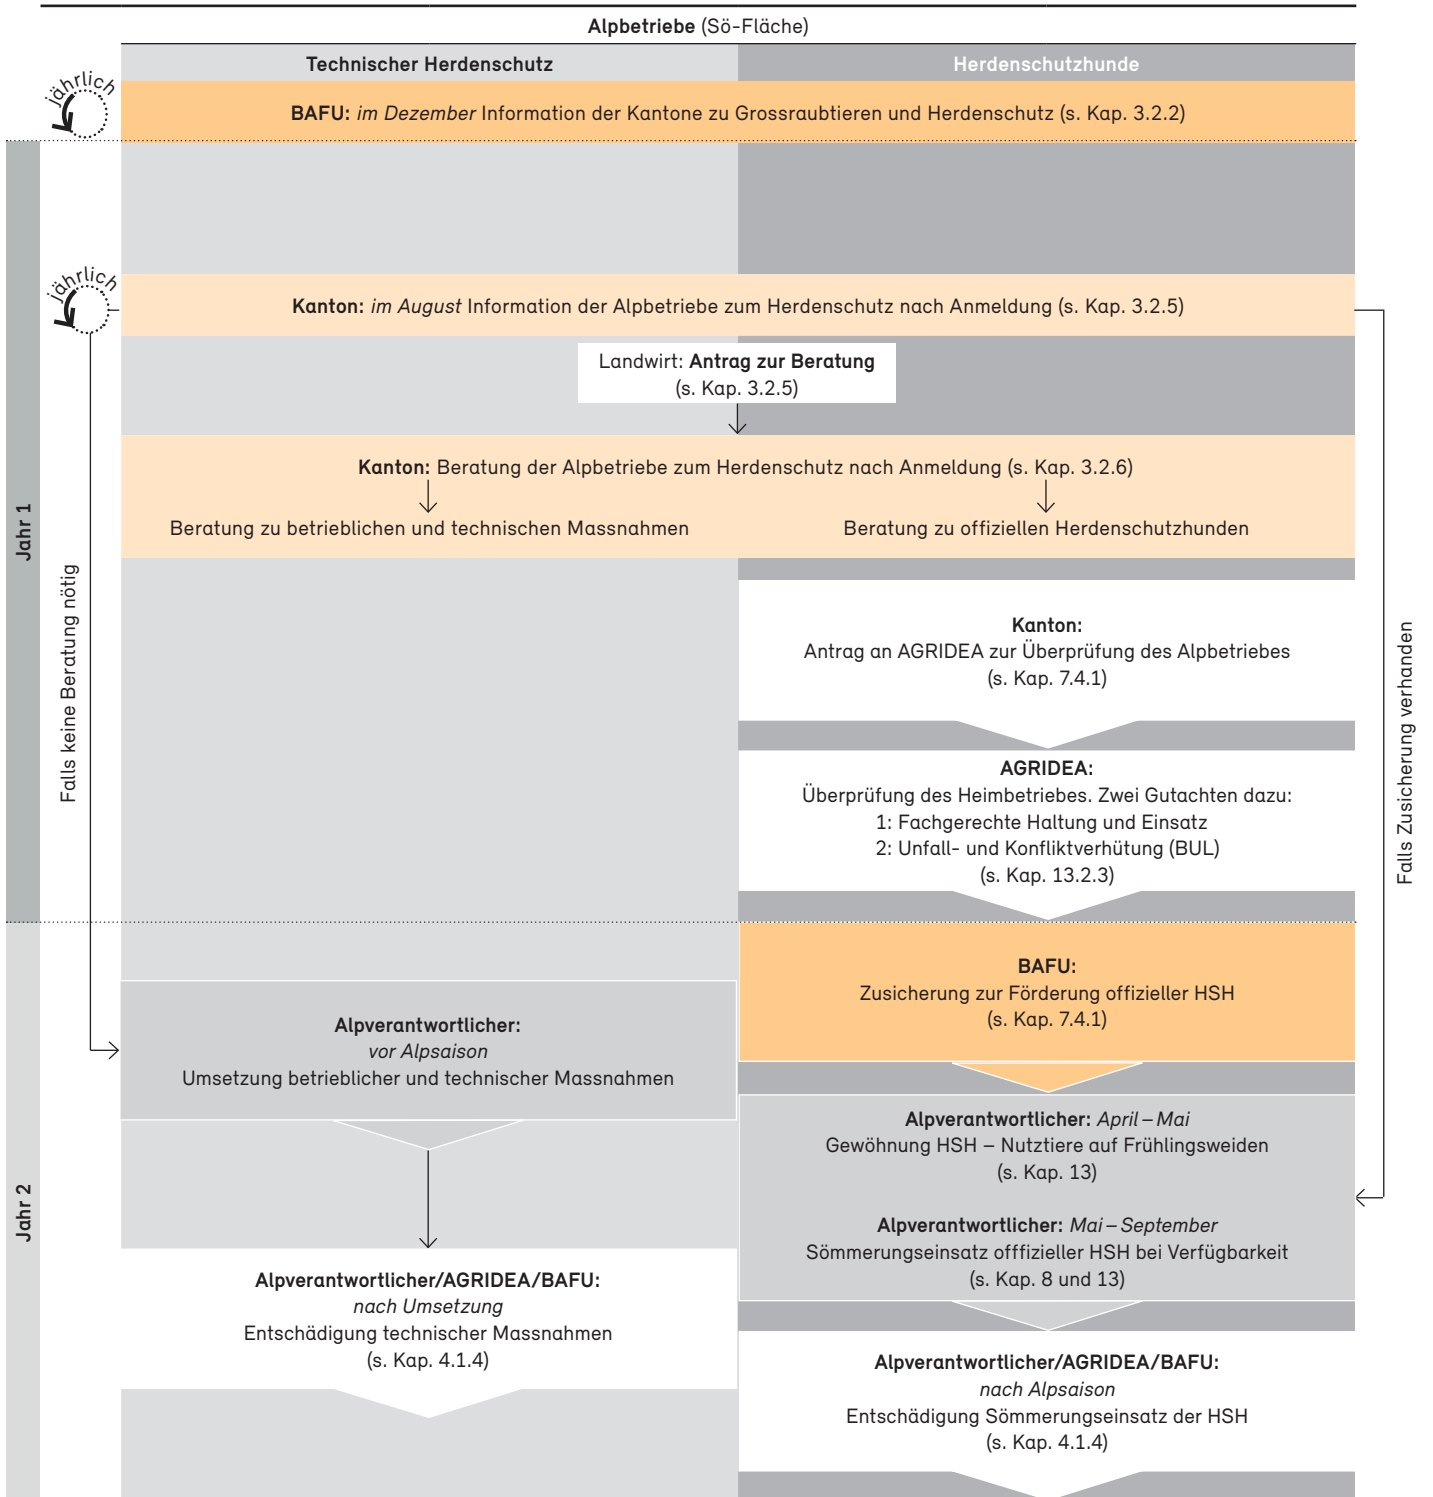 Alpbetriebe (Sö-Fläche)
Technischer Herdenschutz
Herdenschutzhunde
jährlich
BAFU: im Dezember Information der Kantone zu Grossraubtieren und Herdenschutz (s. Kap. 3.2.2)
Jahr 1
jährlich
Kanton: im August Information der Alpbetriebe zum Herdenschutz nach Anmeldung (s. Kap. 3.2.5)
Landwirt: Antrag zur Beratung
(s. Kap. 3.2.5)
Kanton: Beratung der Alpbetriebe zum Herdenschutz nach Anmeldung (s. Kap. 3.2.6)
Beratung zu betrieblichen und technischen Massnahmen
Beratung zu offiziellen Herdenschutzhunden
Falls keine Beratung nötig
Falls Zusicherung verhanden
Kanton:
Antrag an AGRIDEA zur Überprüfung des Alpbetriebes
(s. Kap. 7.4.1)
AGRIDEA:
Überprüfung des Heimbetriebes. Zwei Gutachten dazu:
1: Fachgerechte Haltung und Einsatz
2: Unfall- und Konfliktverhütung (BUL)
(s. Kap. 13.2.3)
Jahr 2
BAFU:
Zusicherung zur Förderung offizieller HSH
(s. Kap. 7.4.1)
Alpverantwortlicher:
vor Alpsaison
Umsetzung betrieblicher und technischer Massnahmen
Alpverantwortlicher: April – Mai
Gewöhnung HSH – Nutztiere auf Frühlingsweiden
(s. Kap. 13)
Alpverantwortlicher: Mai – September
Sömmerungseinsatz offfizieller HSH bei Verfügbarkeit
(s. Kap. 8 und 13)
Alpverantwortlicher/AGRIDEA/BAFU:
nach Umsetzung
Entschädigung technischer Massnahmen
(s. Kap. 4.1.4)
Alpverantwortlicher/AGRIDEA/BAFU:
nach Alpsaison
Entschädigung Sömmerungseinsatz der HSH
(s. Kap. 4.1.4)